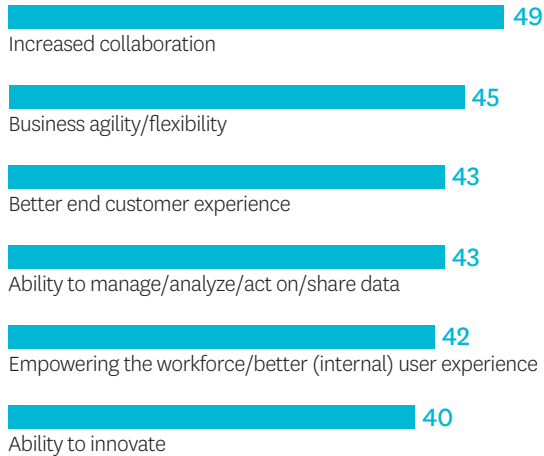 49
Increased collaboration
45
Business agility/flexibility
43
Better end customer experience
43
Ability to manage/analyze/act on/share data
42
Empowering the workforce/better (internal) user experience
40
Ability to innovate